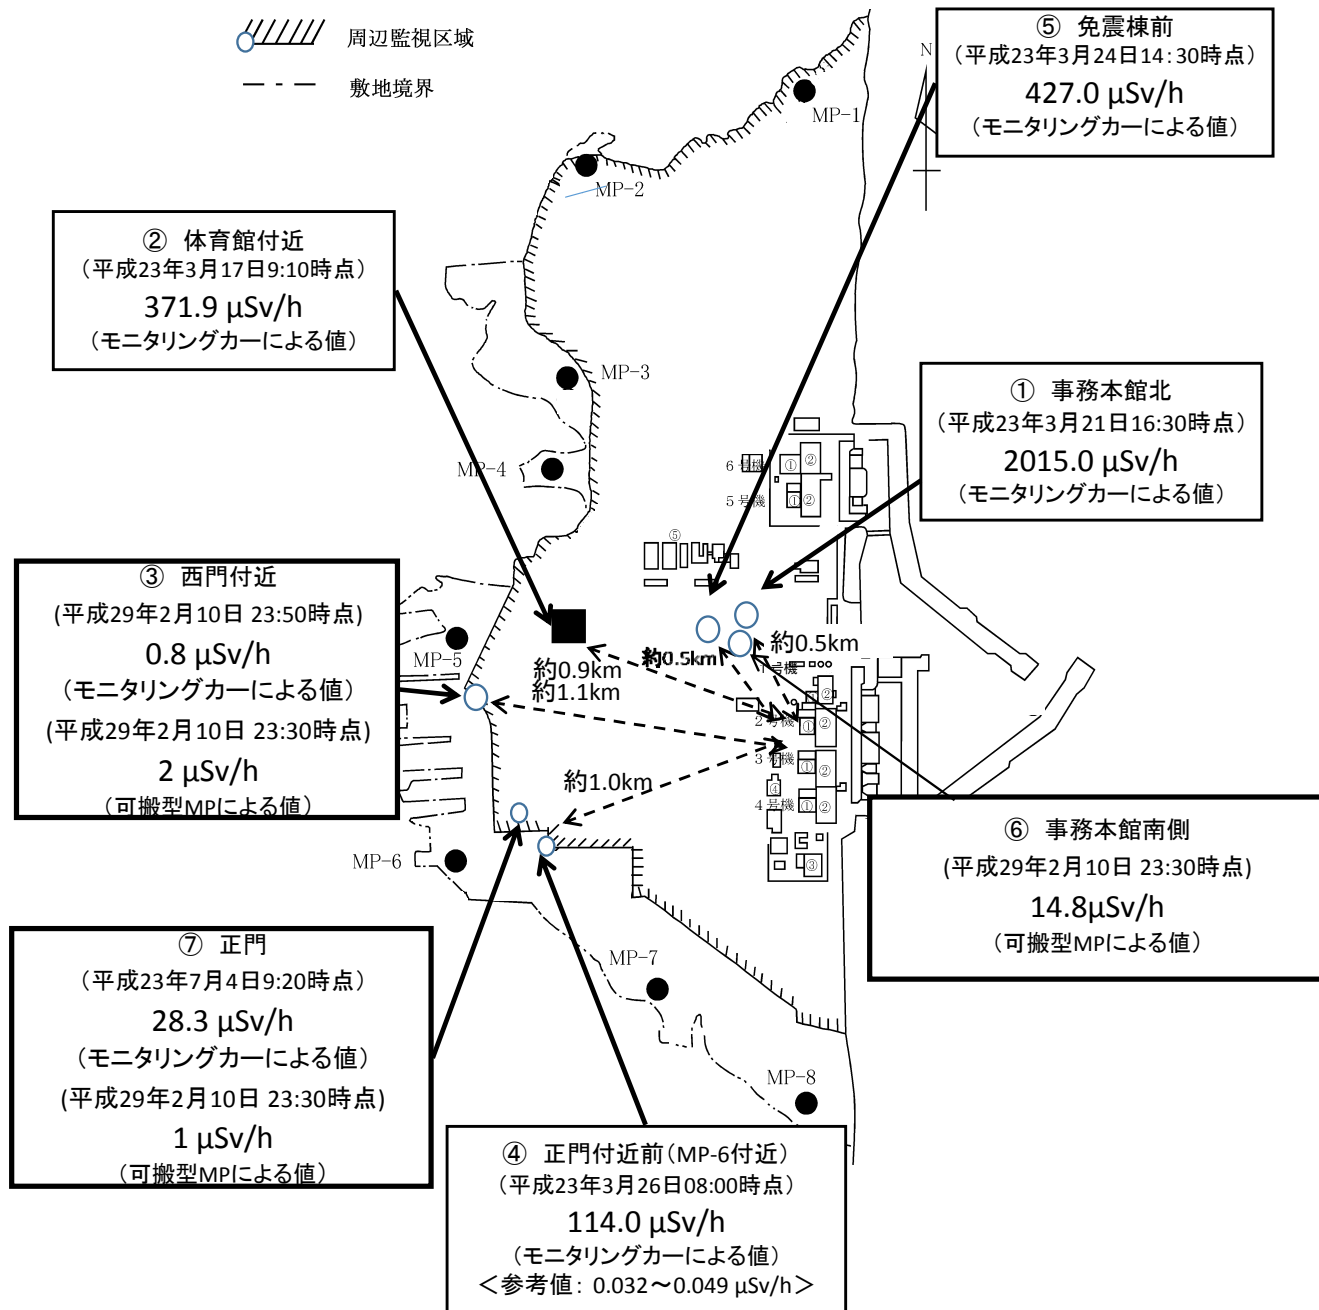 周辺監視区域
敷地境界
⑤ 免震棟前
(平成23年3月24日14:30時点)
427.0 μSv/h
(モニタリングカーによる値)
N
MP-1
MP-2
② 体育館付近
(平成23年3月17日9:10時点)
371.9 μSv/h
(モニタリングカーによる値)
MP-3
MP-4
① 事務本館北
(平成23年3月21日16:30時点)
2015.0 μSv/h
(モニタリングカーによる値)
6号機
① ②
5号機
① ②
⑤
③ 西門付近
(平成29年2月10日 23:50時点)
0.8 μSv/h
(モニタリングカーによる値)
(平成29年2月10日 23:30時点)
2 μSv/h
(可搬型MPによる値)
MP-5
約0.9km
約1.1km
約0.5km
約0.5km
1号機
②
2号機
① ②
3号機
① ②
④
4号機
① ②
③
約1.0km
MP-6
⑥ 事務本館南側
(平成29年2月10日 23:30時点)
14.8μSv/h
(可搬型MPによる値)
⑦ 正門
(平成23年7月4日9:20時点)
28.3 μSv/h
(モニタリングカーによる値)
(平成29年2月10日 23:30時点)
1 μSv/h
(可搬型MPによる値)
MP-7
MP-8
④ 正門付近前(MP-6付近)
(平成23年3月26日08:00時点)
114.0 μSv/h
(モニタリングカーによる値)
<参考値: 0.032～0.049 μSv/h>